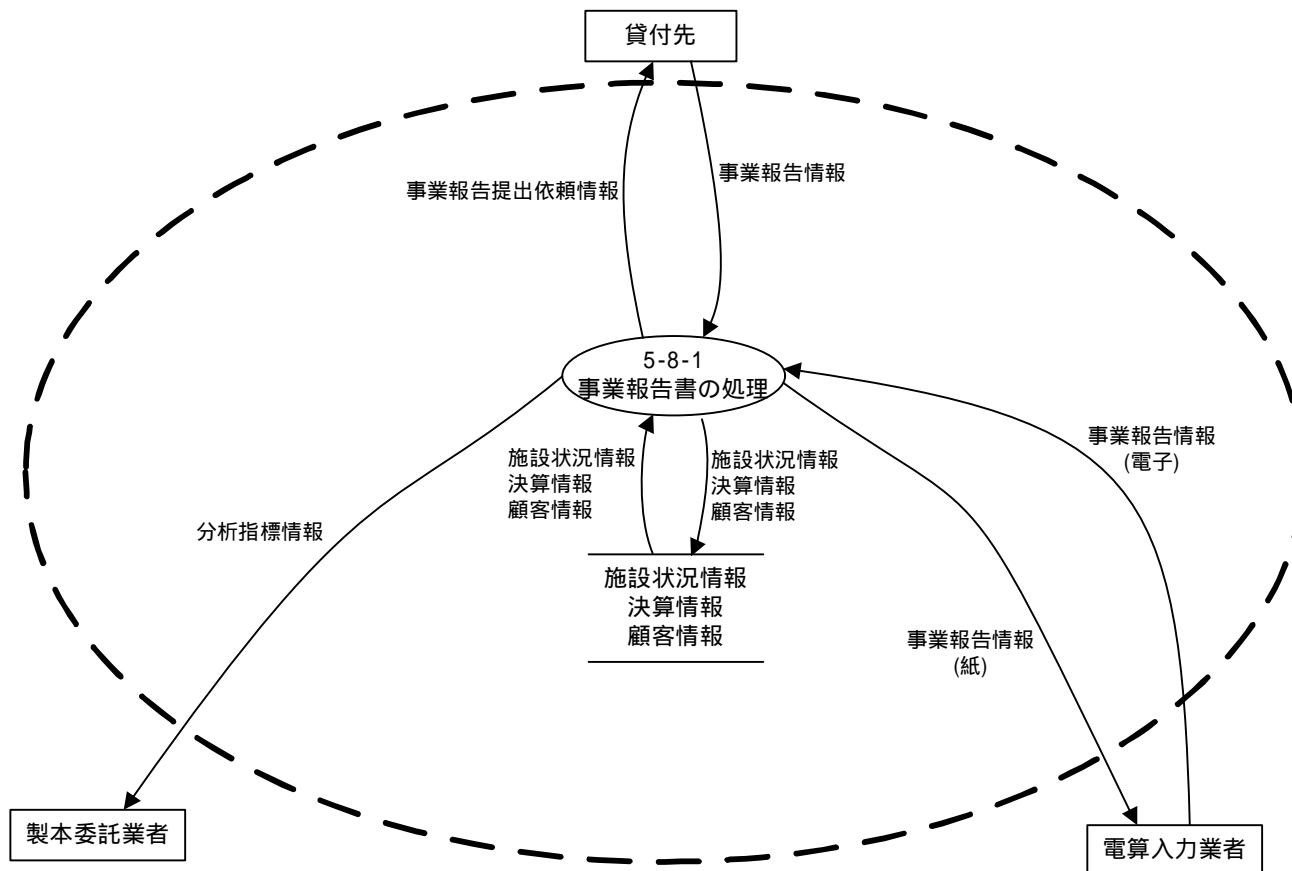 貸付先
事業報告情報
事業報告提出依頼情報
5-8-1
事業報告書の処理
事業報告情報
(電子)
施設状況情報
決算情報
顧客情報
施設状況情報
決算情報
顧客情報
分析指標情報
施設状況情報
決算情報
顧客情報
事業報告情報
(紙)
製本委託業者
電算入力業者